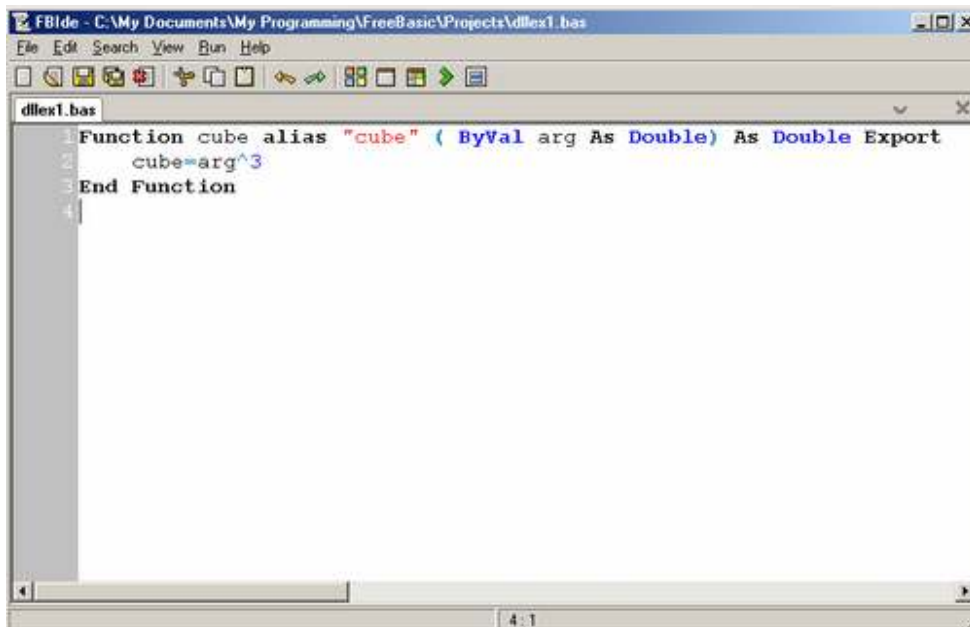 FBIde - C:\My Documents\My Programming\FreeBasic\Projects\dllex1.bas
File Edit Search View Run Help
dllex1.bas
1 Function cube alias "cube" ( ByVal arg As Double) As Double Export
2 cube=arg^3
3 End Function
4
4:1